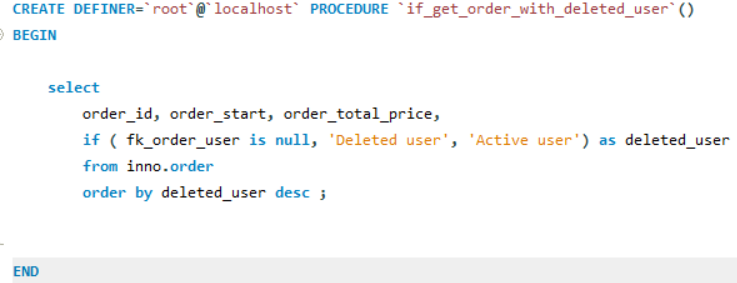 CREATE DEFINER=`root`@`localhost` PROCEDURE `if_get_order_with_deleted_user`()
BEGIN
select
order_id, order_start, order_total_price,
if ( fk_order_user is null, 'Deleted user', 'Active user') as deleted_user
from inno.order
order by deleted_user desc ;
END